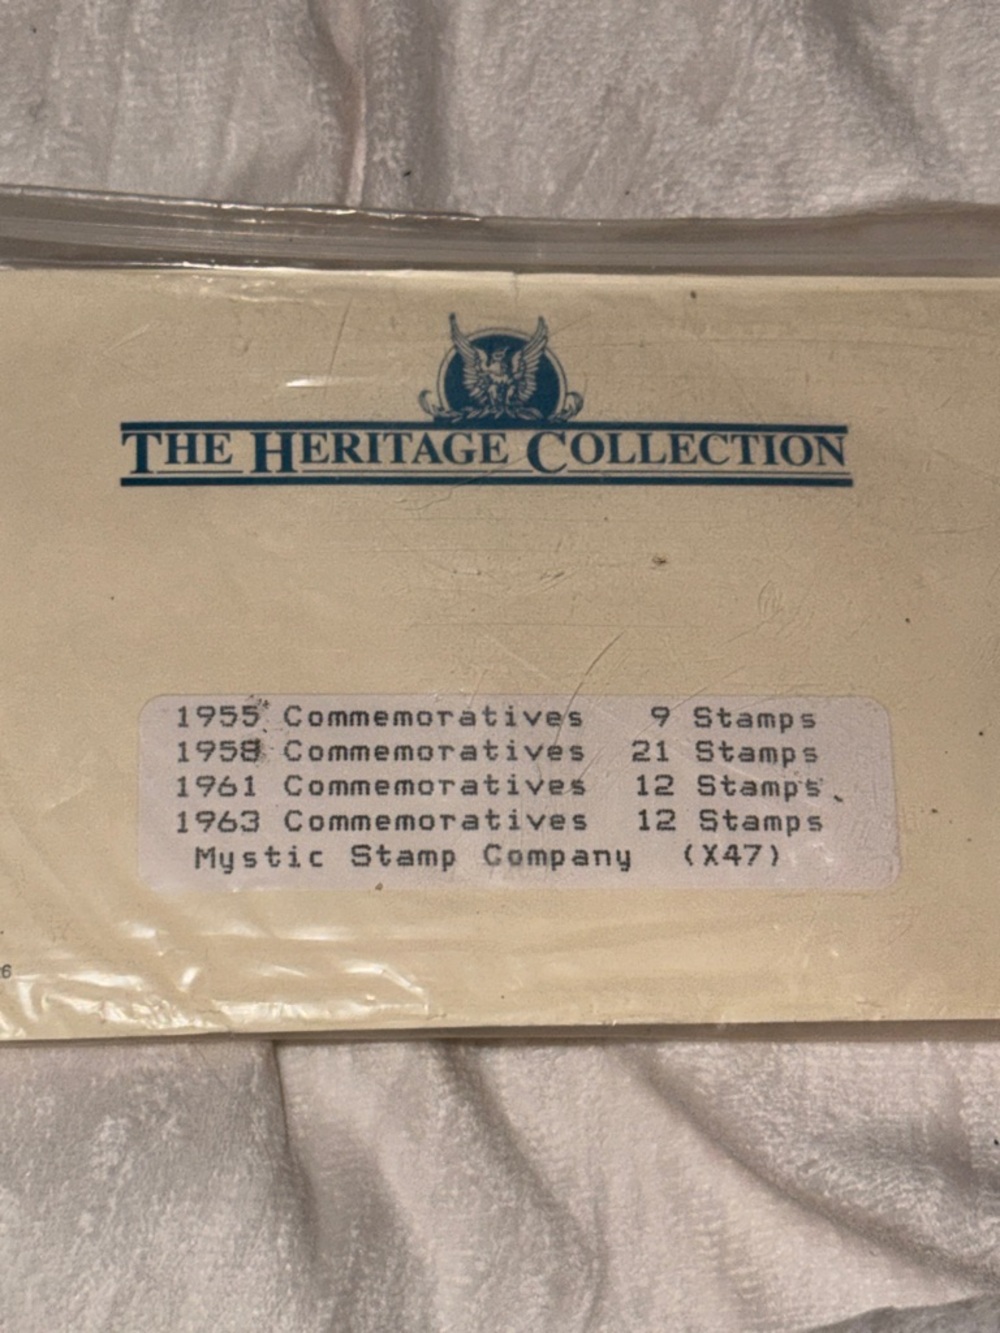 THE HERITAGE COLLECTION
1955 Commemoratives 9 Stamps
1958 Commemoratives 21 Stamps
1961 Commemoratives 12 Stamps
1963 Commemoratives 12 Stamps
Mystic Stamp Company (X47)
6